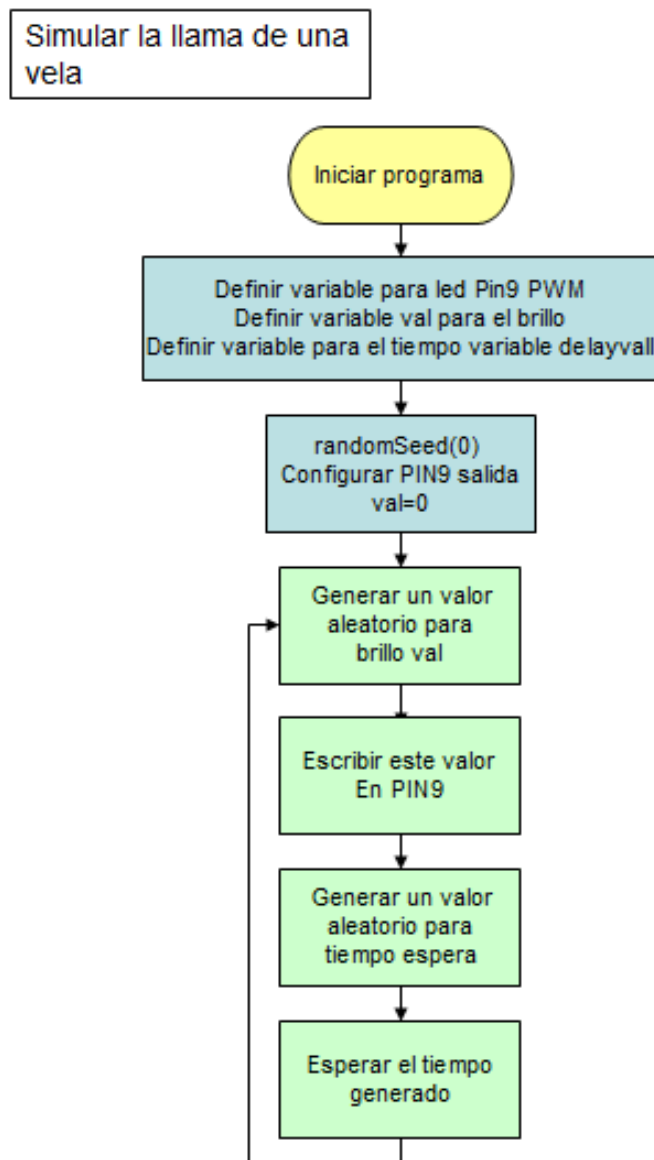 Simular la llama de una
vela
Iniciar programa
Definir variable para led Pin9 PWM
Definir variable val para el brillo
Definir variable para el tiempo variable delayvall
randomSeed(0)
Configurar PIN9 salida
val=0
Generar un valor
aleatorio para
brillo val
Escribir este valor
En PIN9
Generar un valor
aleatorio para
tiempo espera
Esperar el tiempo
generado